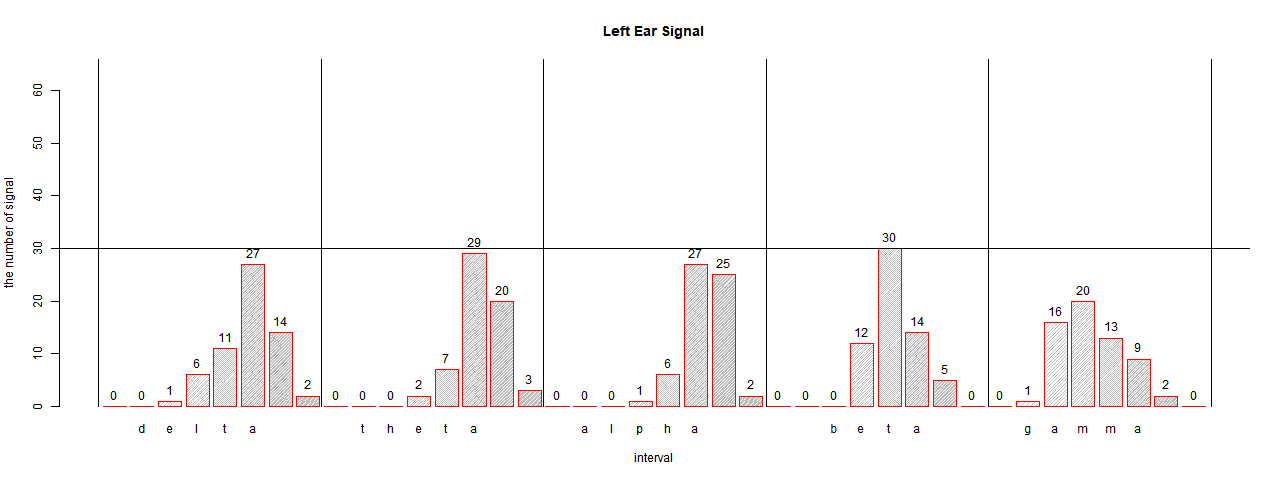 Left Ear Signal
the number of signal
60
50
40
30
20
10
0
0 0 1 6 11 27 14 2
0 0 0 2 7 29 20 3
0 0 0 1 6 27 25 2
0 0 0 12 30 14 5 0
0 1 16 20 13 9 2 0
d e l t a t h e t a a l p h a b e t a g a m m a
interval